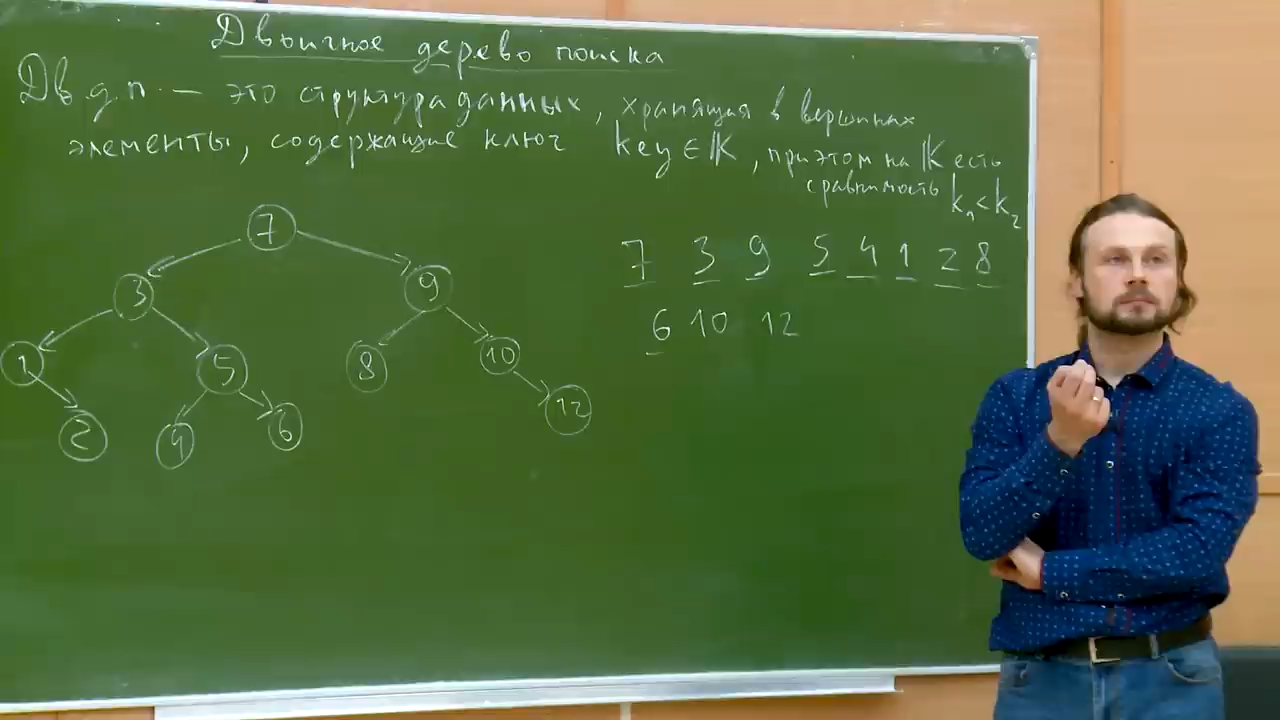 Двоичное дерево поиска
Дв.д.п. — это структура данных, хранящая в вершинах
элементы, содержащие ключ key ∈ 𝕂, при этом на 𝕂 есть
сравнимость k₁ < k₂
7 3 9 5 4 1 2 8
6 10 12
7
3 9
1 5 8 10
2 4 6 12